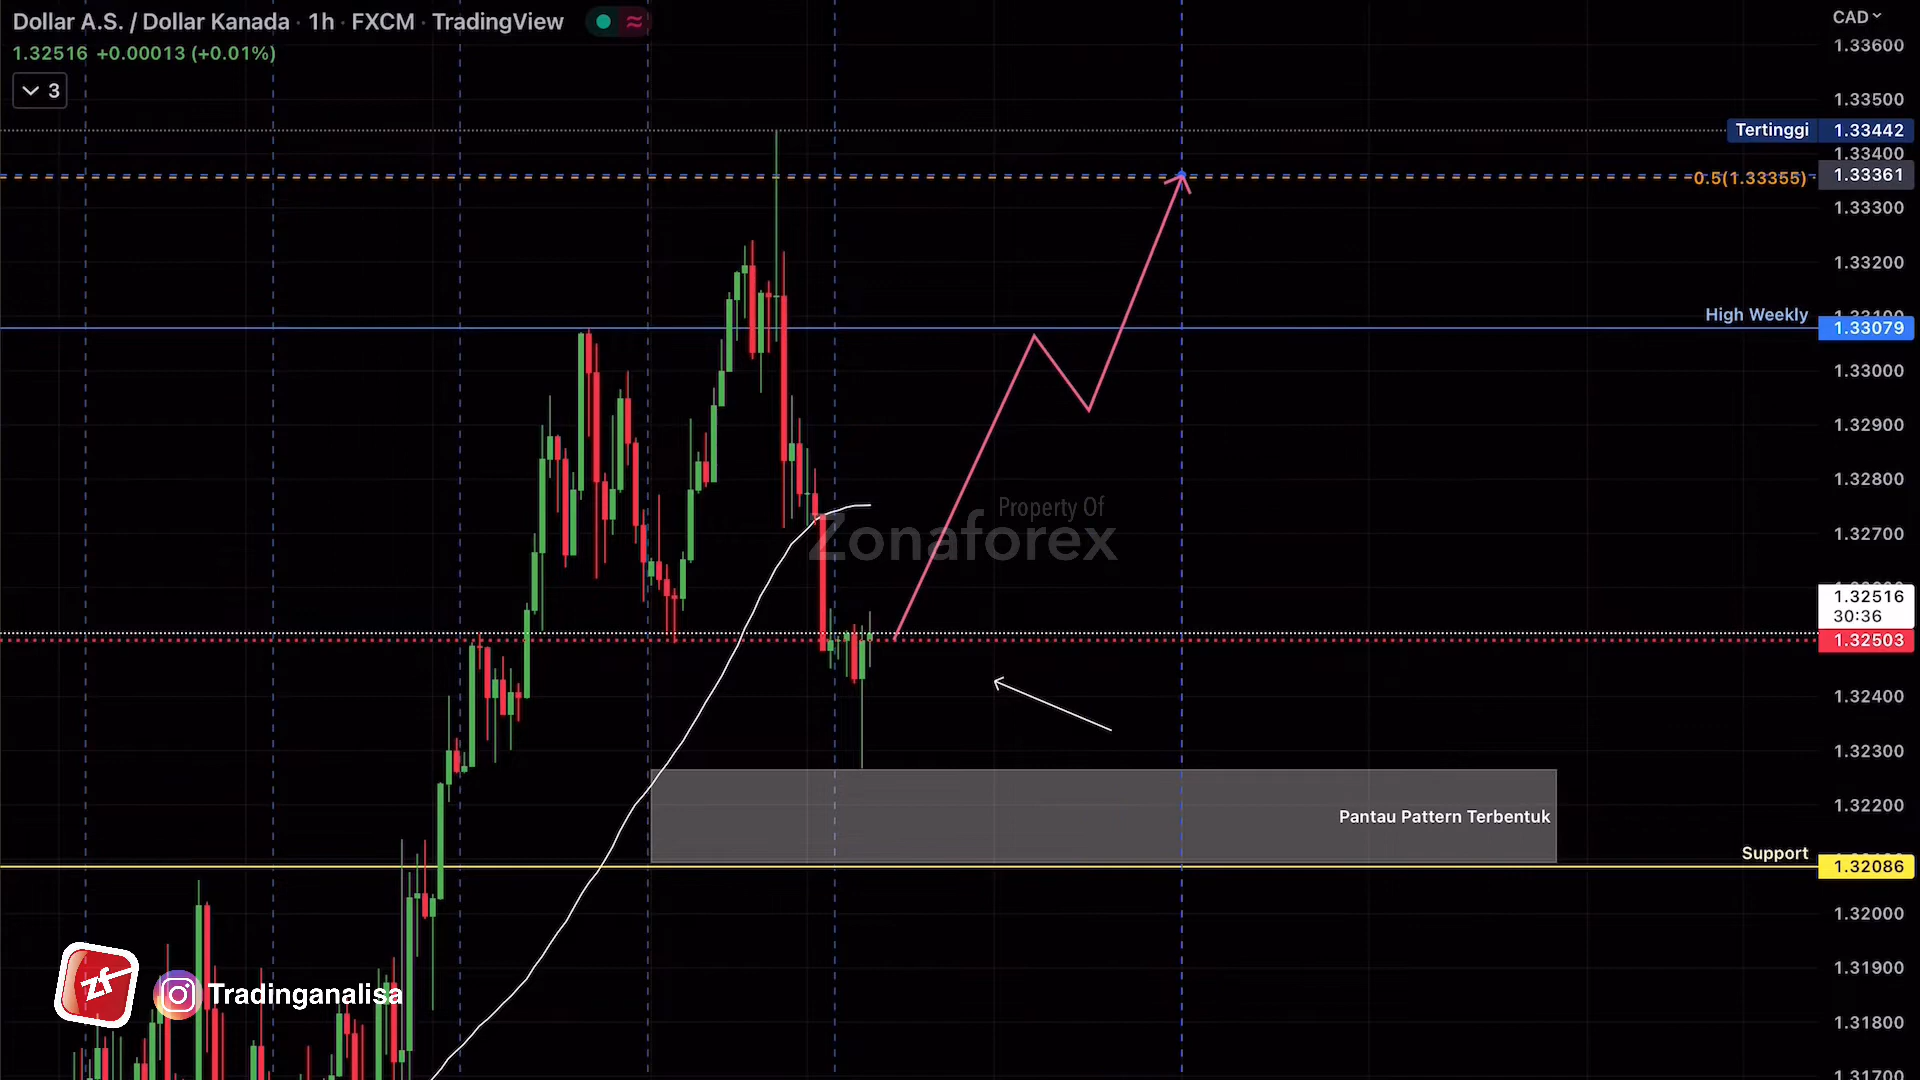 Dollar A.S. / Dollar Kanada · 1h · FXCM · TradingView
1.32516 +0.00013 (+0.01%)
3
CAD
1.33600
1.33500
Tertinggi 1.33442
1.33400
0.5(1.33355) 1.33361
1.33300
1.33200
High Weekly
1.33079
1.33000
1.32900
1.32800
Property Of
Zonaforex
1.32700
1.32516
30:36
1.32503
1.32400
1.32300
1.32200
Pantau Pattern Terbentuk
Support
1.32086
1.32000
1.31900
zf
Tradinganalisa
1.31800
1.31700